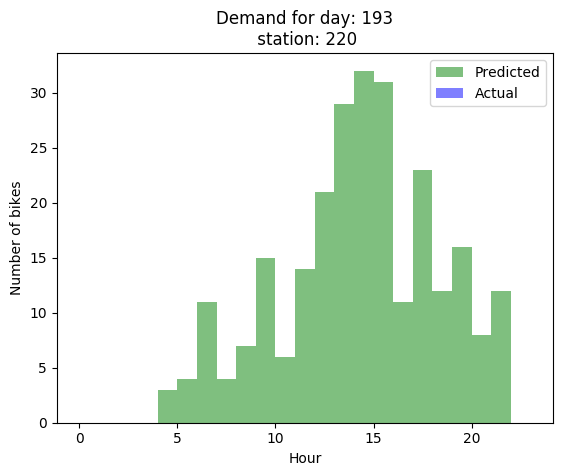 Demand for day: 193
station: 220
Predicted
Actual
Number of bikes
30
25
20
15
10
5
0
0 5 10 15 20
Hour